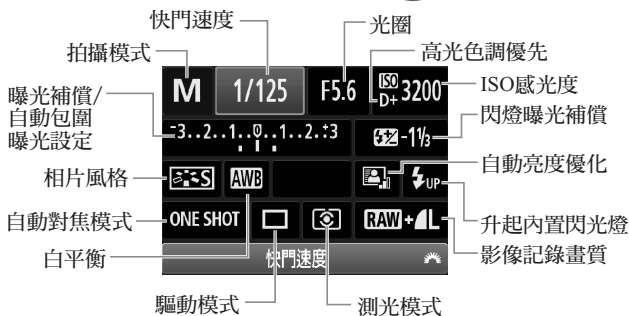 快門速度
光圈
拍攝模式
高光色調優先
M
1/125
F5.6
ISO
D+
3200
ISO感光度
曝光補償/
自動包圍
曝光設定
-3..2..1..0..1..2.:3
-1⅓
閃燈曝光補償
自動亮度優化
相片風格
S
AWB
UP
升起內置閃光燈
自動對焦模式
ONE SHOT
RAW+L
影像記錄畫質
白平衡
快門速度
驅動模式
測光模式